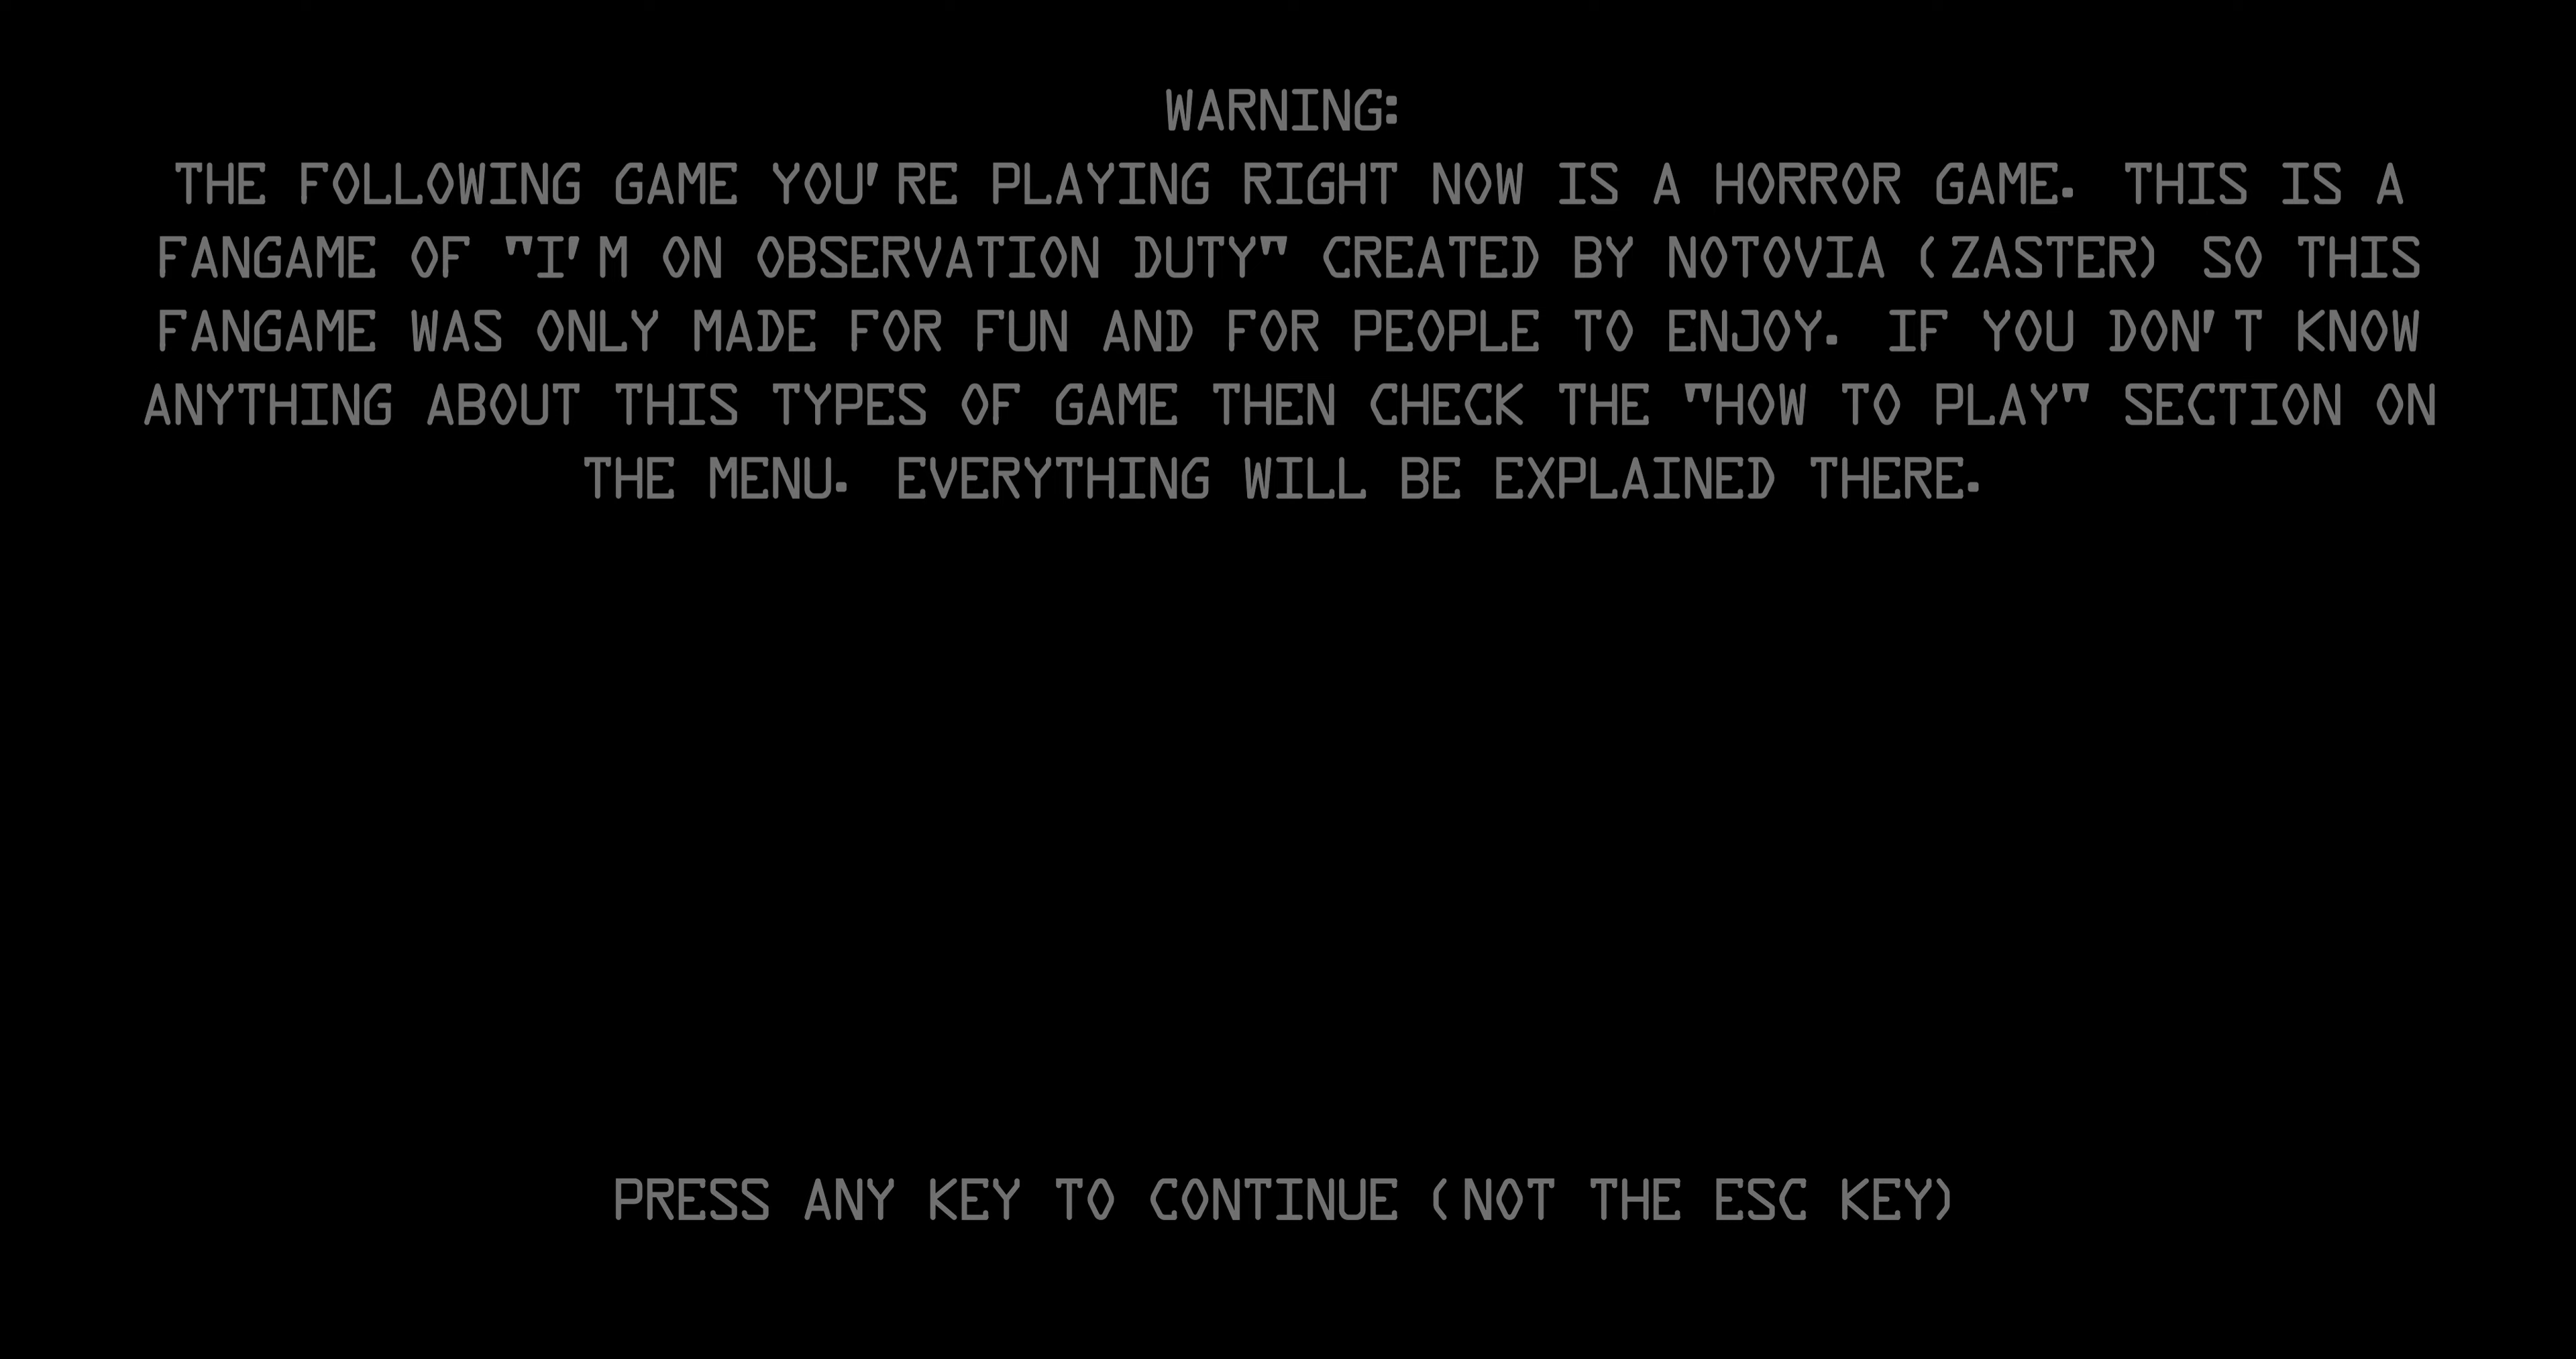 WARNING:
THE FOLLOWING GAME YOU'RE PLAYING RIGHT NOW IS A HORROR GAME. THIS IS A
FANGAME OF "I'M ON OBSERVATION DUTY" CREATED BY NOTOVIA (ZASTER) SO THIS
FANGAME WAS ONLY MADE FOR FUN AND FOR PEOPLE TO ENJOY. IF YOU DON'T KNOW
ANYTHING ABOUT THIS TYPES OF GAME THEN CHECK THE "HOW TO PLAY" SECTION ON
THE MENU. EVERYTHING WILL BE EXPLAINED THERE.
PRESS ANY KEY TO CONTINUE (NOT THE ESC KEY)